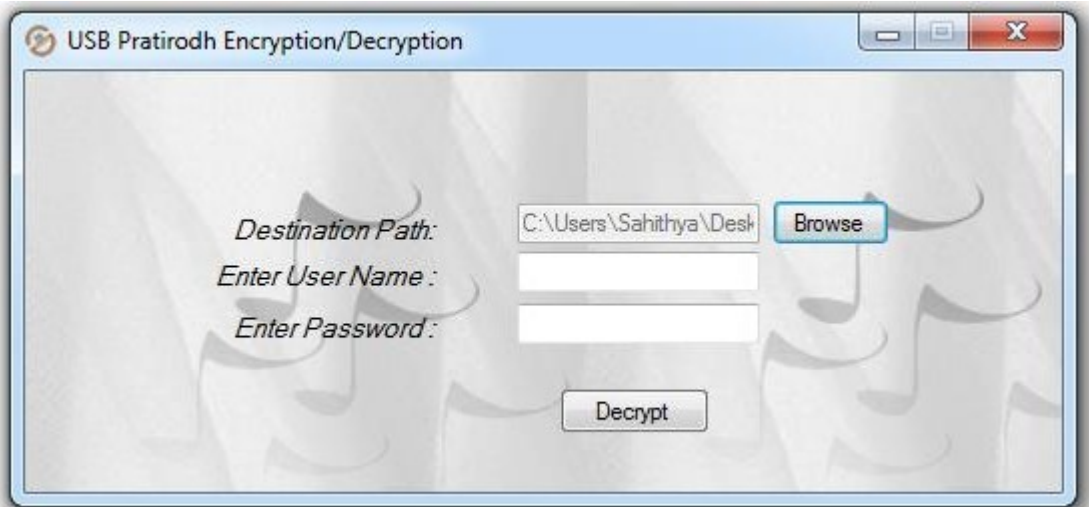 USB Pratirodh Encryption/Decryption
Destination Path: C:\Users\Sahithya\Desk Browse
Enter User Name :
Enter Password :
Decrypt